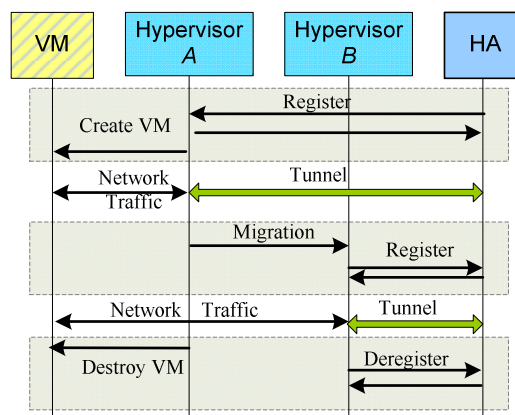 VM
Hypervisor
A
Hypervisor
B
HA
Register
Create VM
Network
Traffic
Tunnel
Migration
Register
Network Traffic
Tunnel
Destroy VM
Deregister